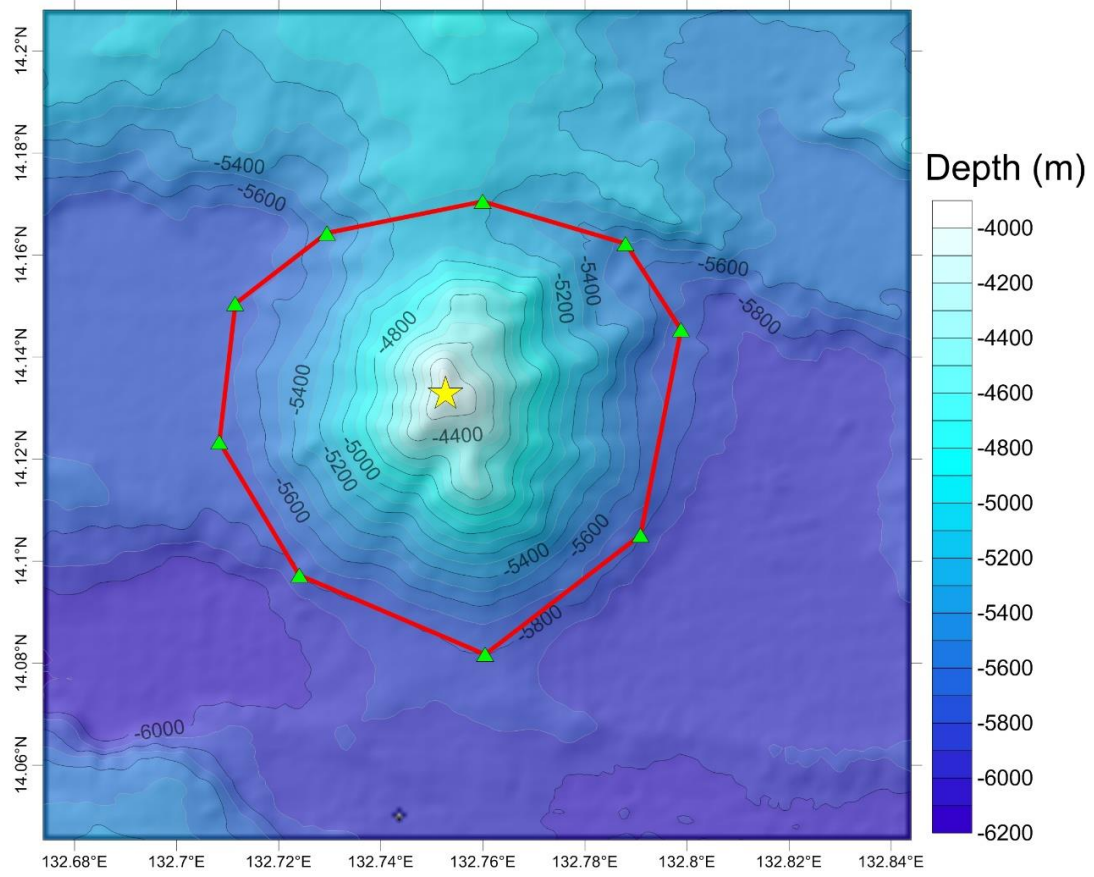 14.2°N
14.18°N
14.16°N
14.14°N
14.12°N
14.1°N
14.08°N
14.06°N
132.68°E
132.7°E
132.72°E
132.74°E
132.76°E
132.78°E
132.8°E
132.82°E
132.84°E
-5400
-5600
-5600
-5400
-5200
-5800
-4800
-5400
-4400
-5000
-5200
-5600
-5600
-5400
-5800
-6000
Depth (m)
-4000
-4200
-4400
-4600
-4800
-5000
-5200
-5400
-5600
-5800
-6000
-6200